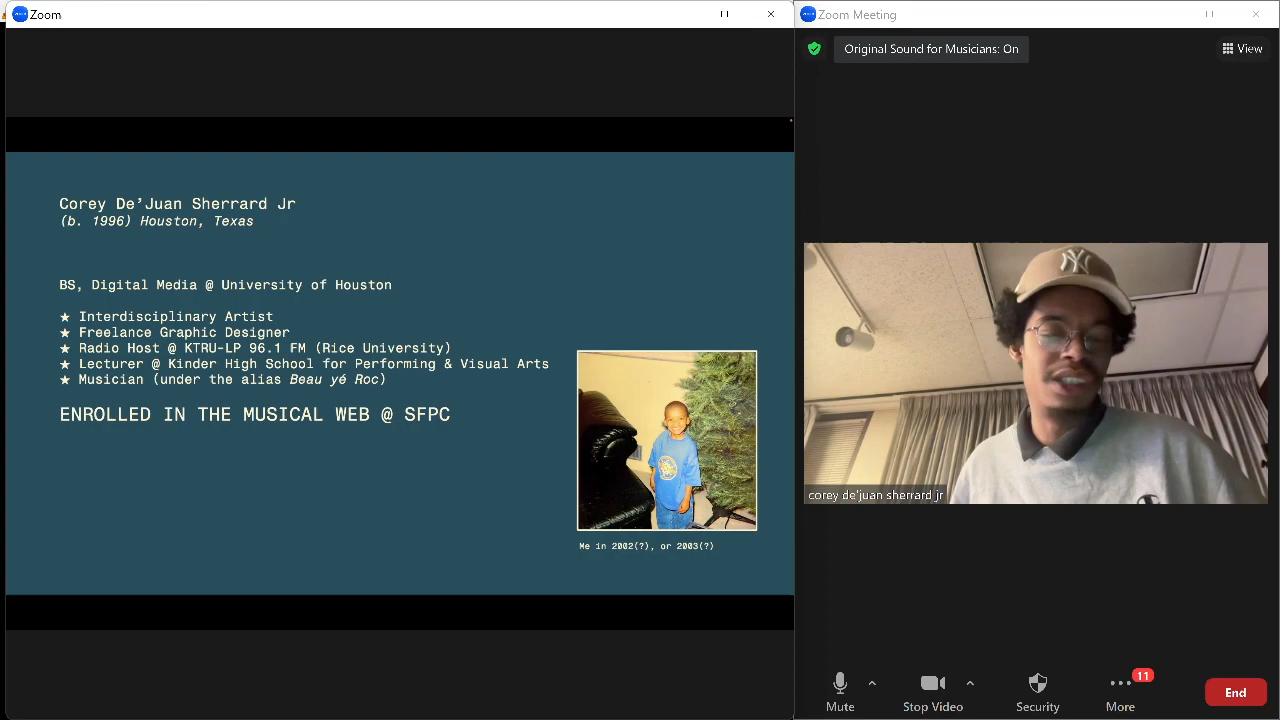 Zoom
Zoom Meeting
Original Sound for Musicians: On
View
Corey De'Juan Sherrard Jr
(b. 1996) Houston, Texas
BS, Digital Media @ University of Houston
★ Interdisciplinary Artist
★ Freelance Graphic Designer
★ Radio Host @ KTRU-LP 96.1 FM (Rice University)
★ Lecturer @ Kinder High School for Performing & Visual Arts
★ Musician (under the alias Beau yé Roc)
ENROLLED IN THE MUSICAL WEB @ SFPC
Me in 2002(?), or 2003(?)
NY
corey de'juan sherrard jr
Mute
Stop Video
Security
11
More
End